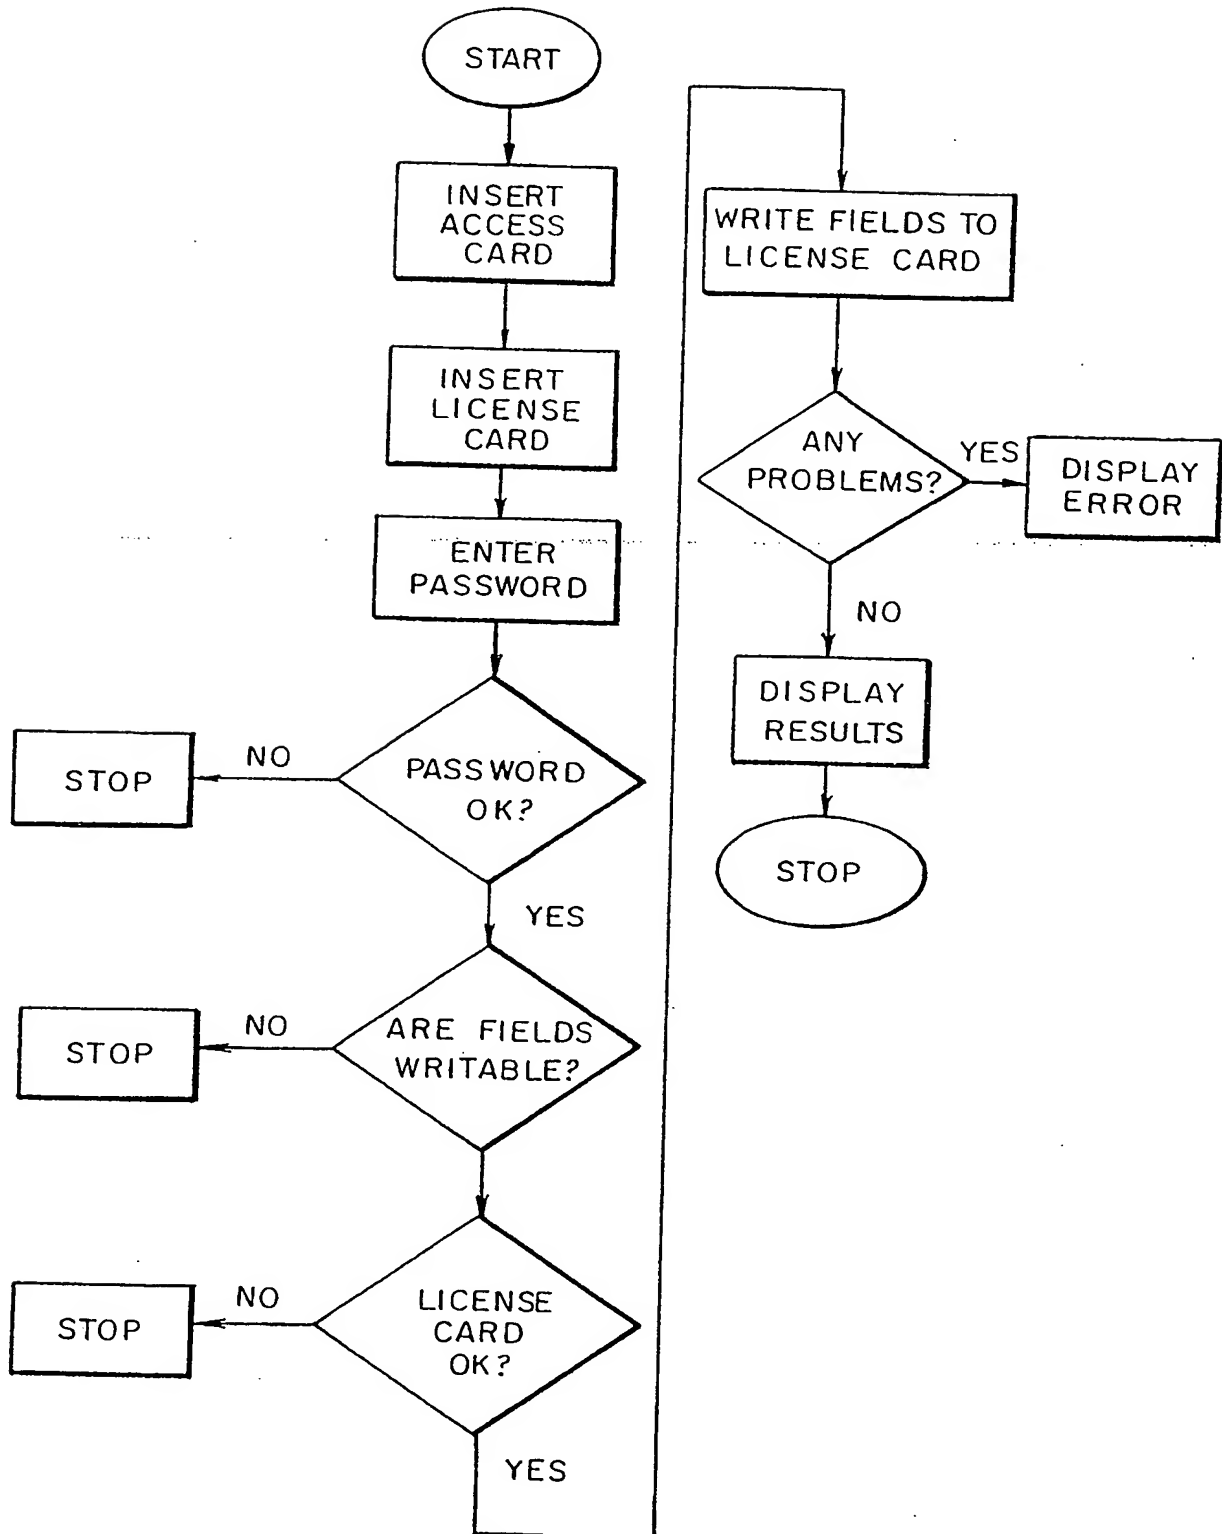 START
INSERT
ACCESS
CARD
INSERT
LICENSE
CARD
ENTER
PASSWORD
PASSWORD
OK?
NO
STOP
YES
ARE FIELDS
WRITABLE?
NO
STOP
LICENSE
CARD
OK?
NO
STOP
YES
WRITE FIELDS TO
LICENSE CARD
ANY
PROBLEMS?
YES
DISPLAY
ERROR
NO
DISPLAY
RESULTS
STOP